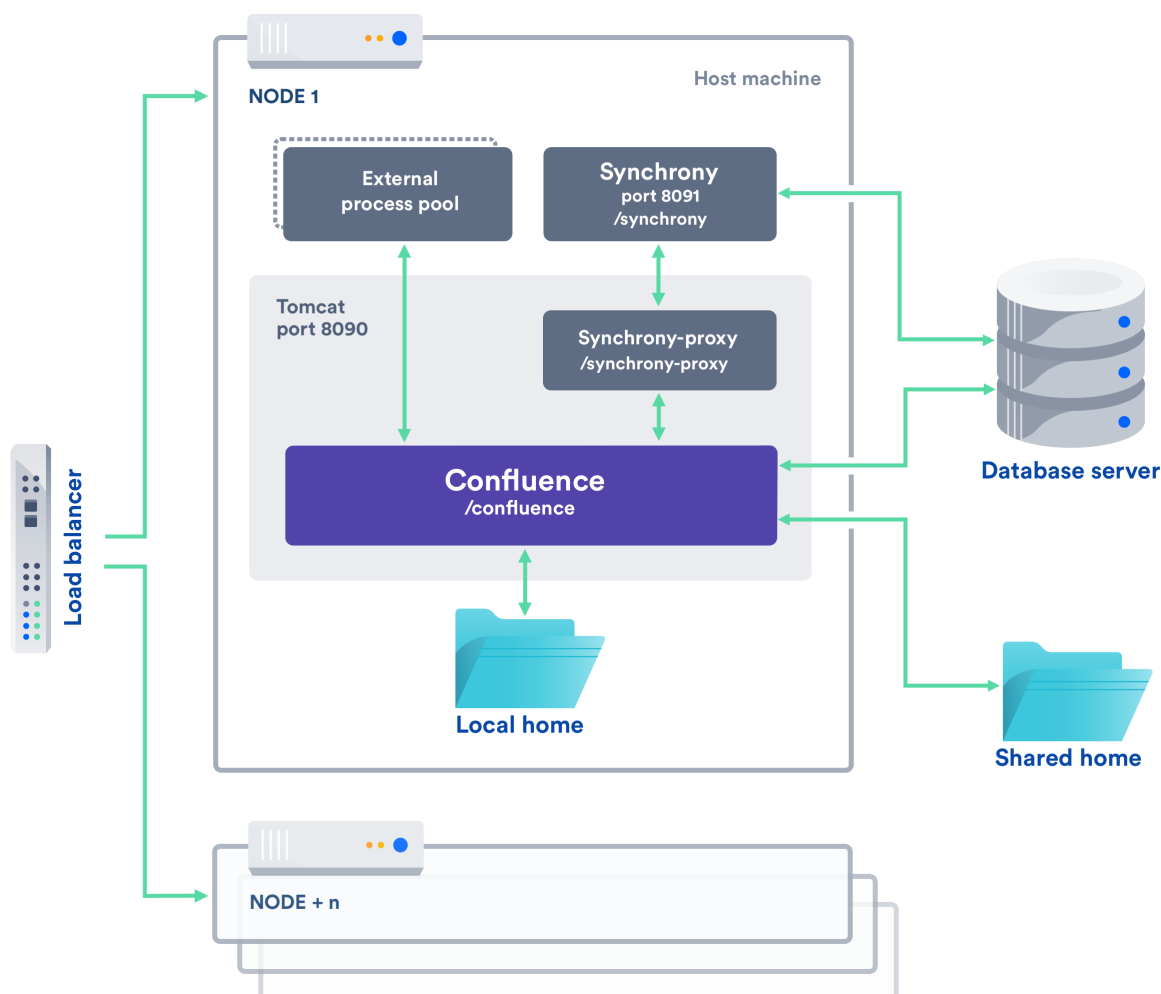 NODE 1
Host machine
External
process pool
Synchrony
port 8091
/synchrony
Tomcat
port 8090
Synchrony-proxy
/synchrony-proxy
Confluence
/confluence
Local home
Load balancer
Database server
Shared home
NODE + n